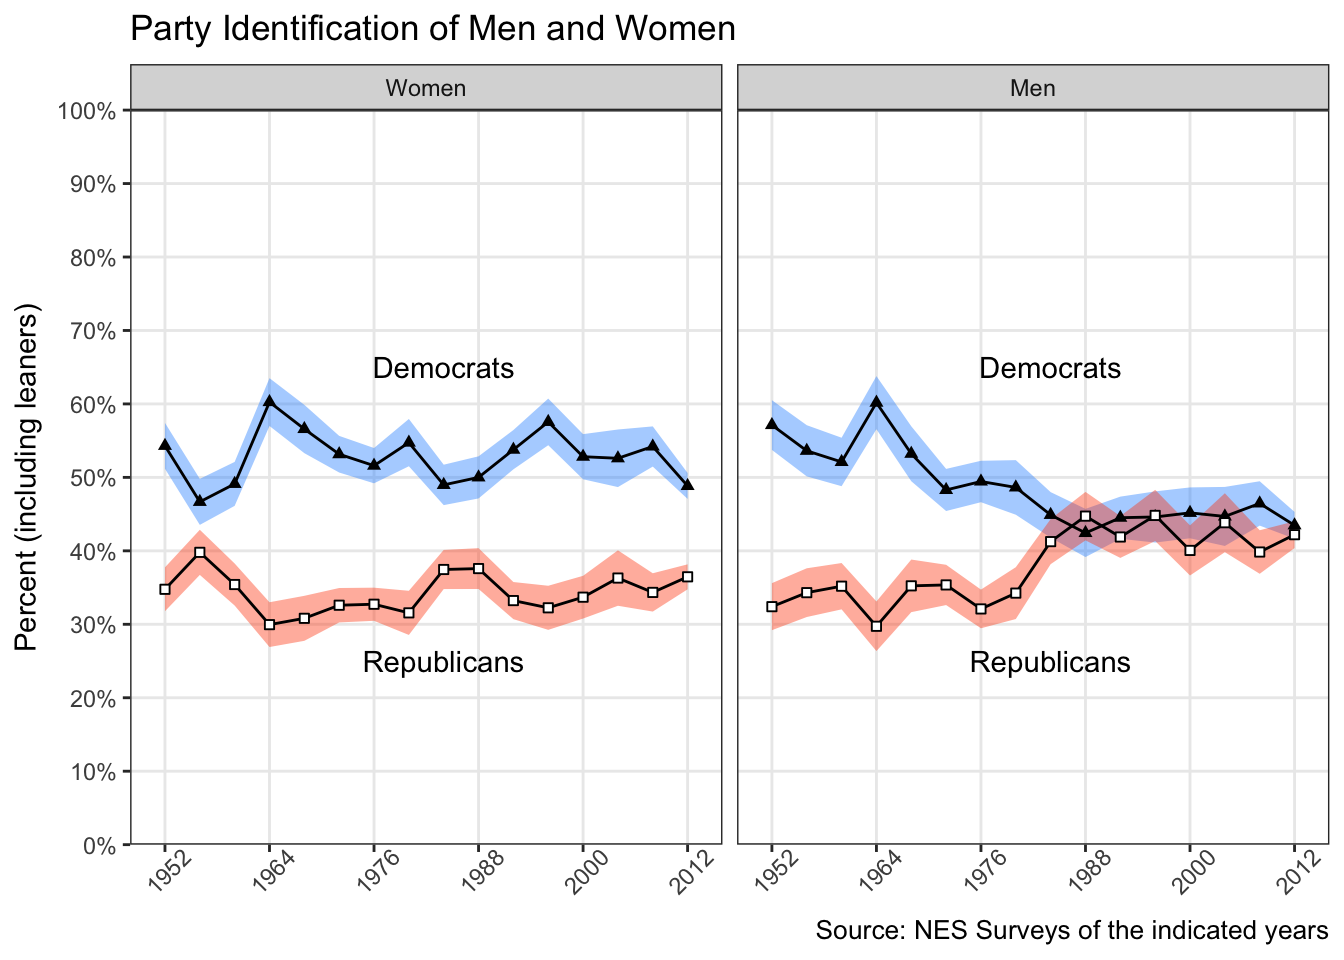 Party Identification of Men and Women
Women
Men
Percent (including leaners)
100%
90%
80%
70%
60%
50%
40%
30%
20%
10%
0%
Democrats
Republicans
Democrats
Republicans
1952 1964 1976 1988 2000 2012
1952 1964 1976 1988 2000 2012
Source: NES Surveys of the indicated years